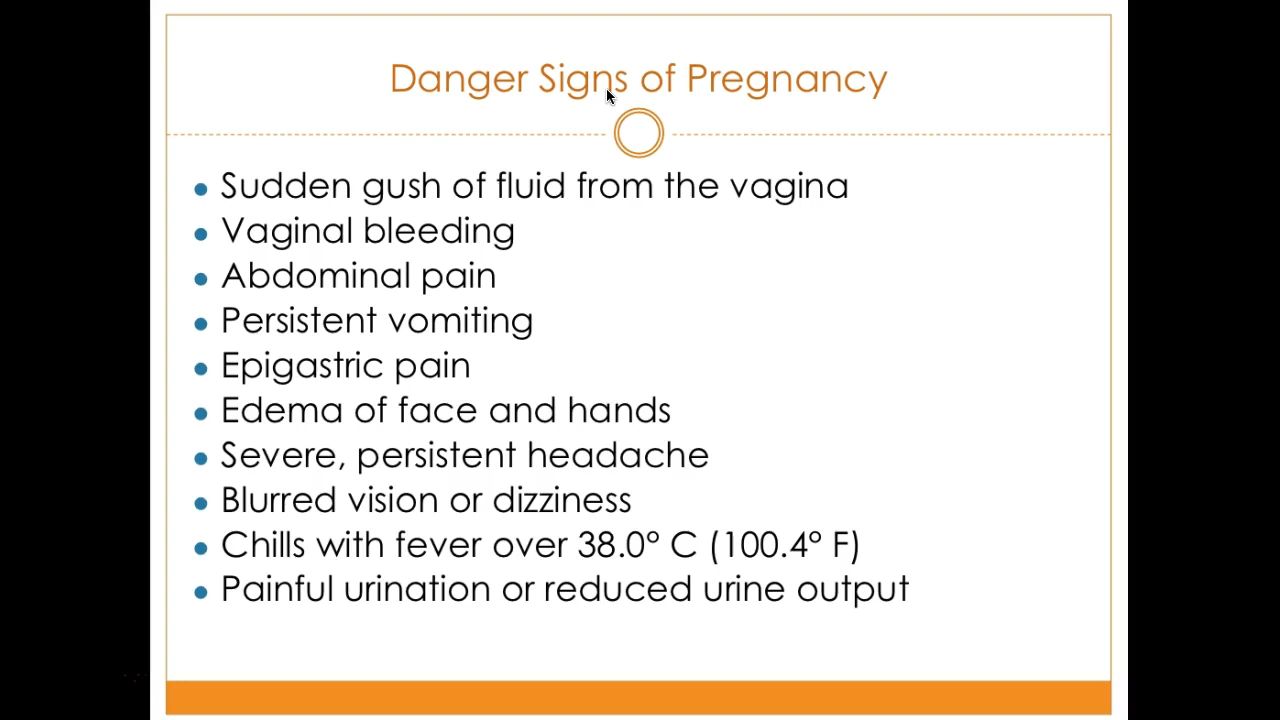 Danger Signs of Pregnancy
• Sudden gush of fluid from the vagina
• Vaginal bleeding
• Abdominal pain
• Persistent vomiting
• Epigastric pain
• Edema of face and hands
• Severe, persistent headache
• Blurred vision or dizziness
• Chills with fever over 38.0° C (100.4° F)
• Painful urination or reduced urine output